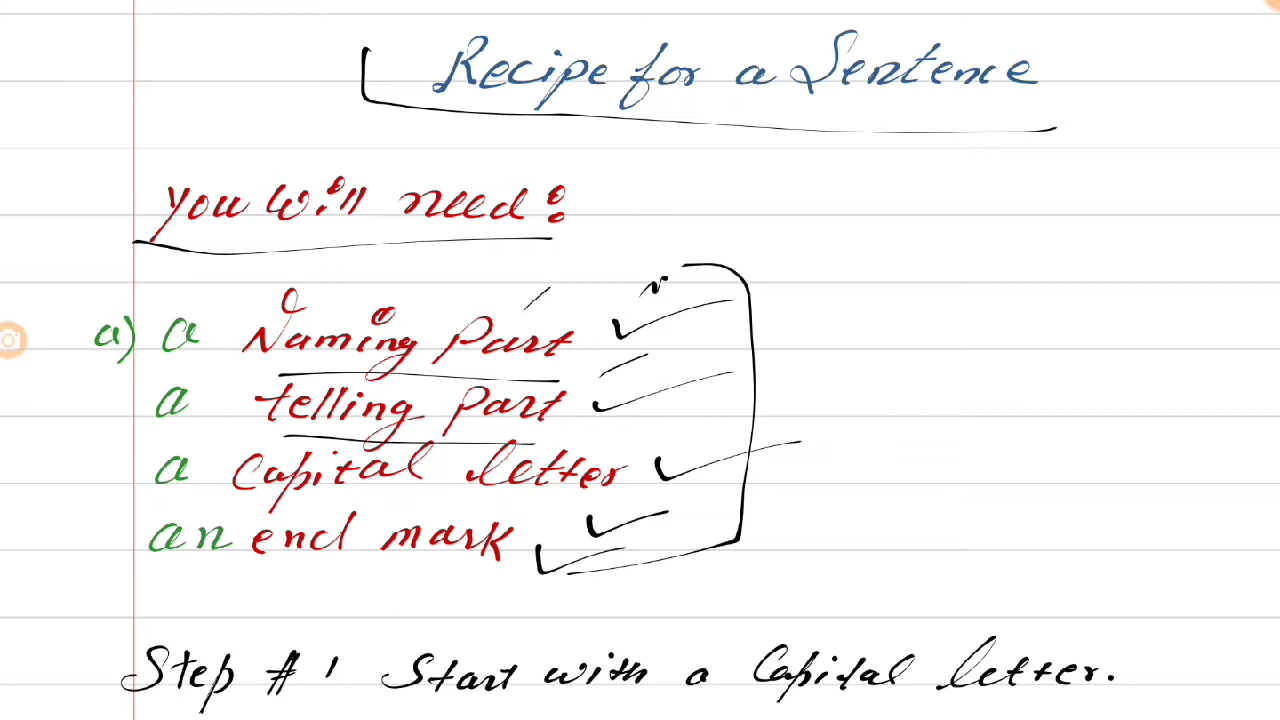 Recipe for a Sentence
You will need:
a) a Naming Part
a telling part
a Capital letter
an end mark
Step # 1 Start with a Capital letter.